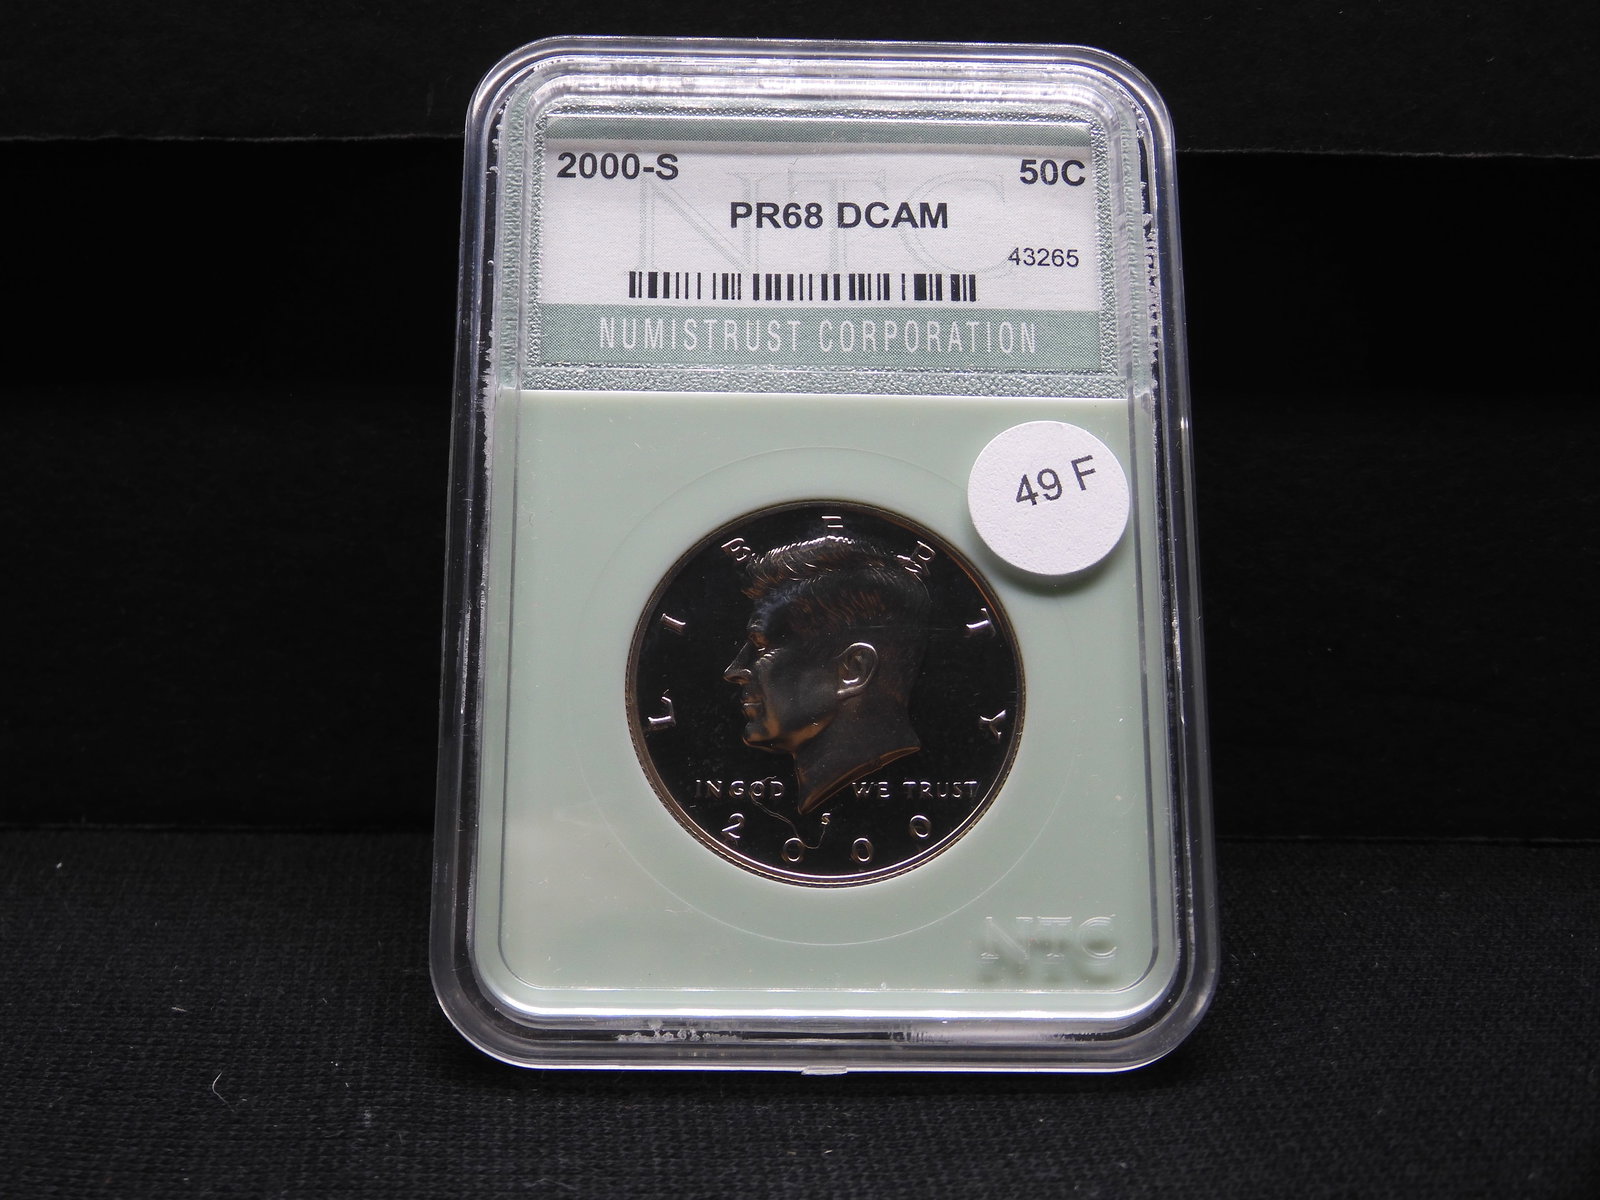 2000-S 50C
PR68 DCAM
43265
NTC
NUMISTRUST CORPORATION
49 F
LIBERTY
IN GOD WE TRUST
S
2000
NTC